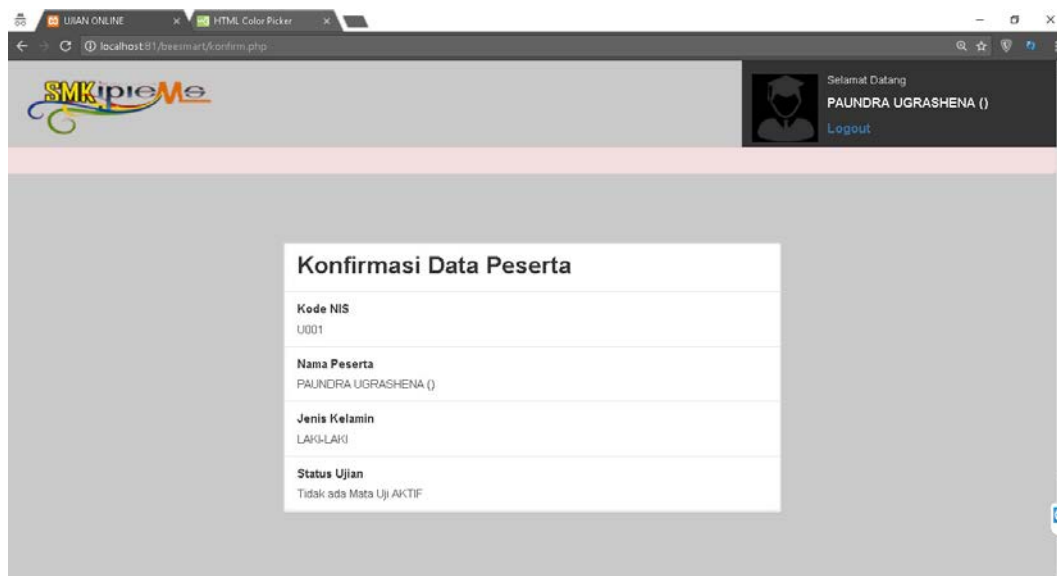 UJIAN ONLINE
HTML Color Picker
localhost:81/beesmart/konfirm.php
SMKipieMe
Selamat Datang
PAUNDRA UGRASHENA ()
Logout
Konfirmasi Data Peserta
Kode NIS
U001
Nama Peserta
PAUNDRA UGRASHENA ()
Jenis Kelamin
LAKI-LAKI
Status Ujian
Tidak ada Mata Uji AKTIF